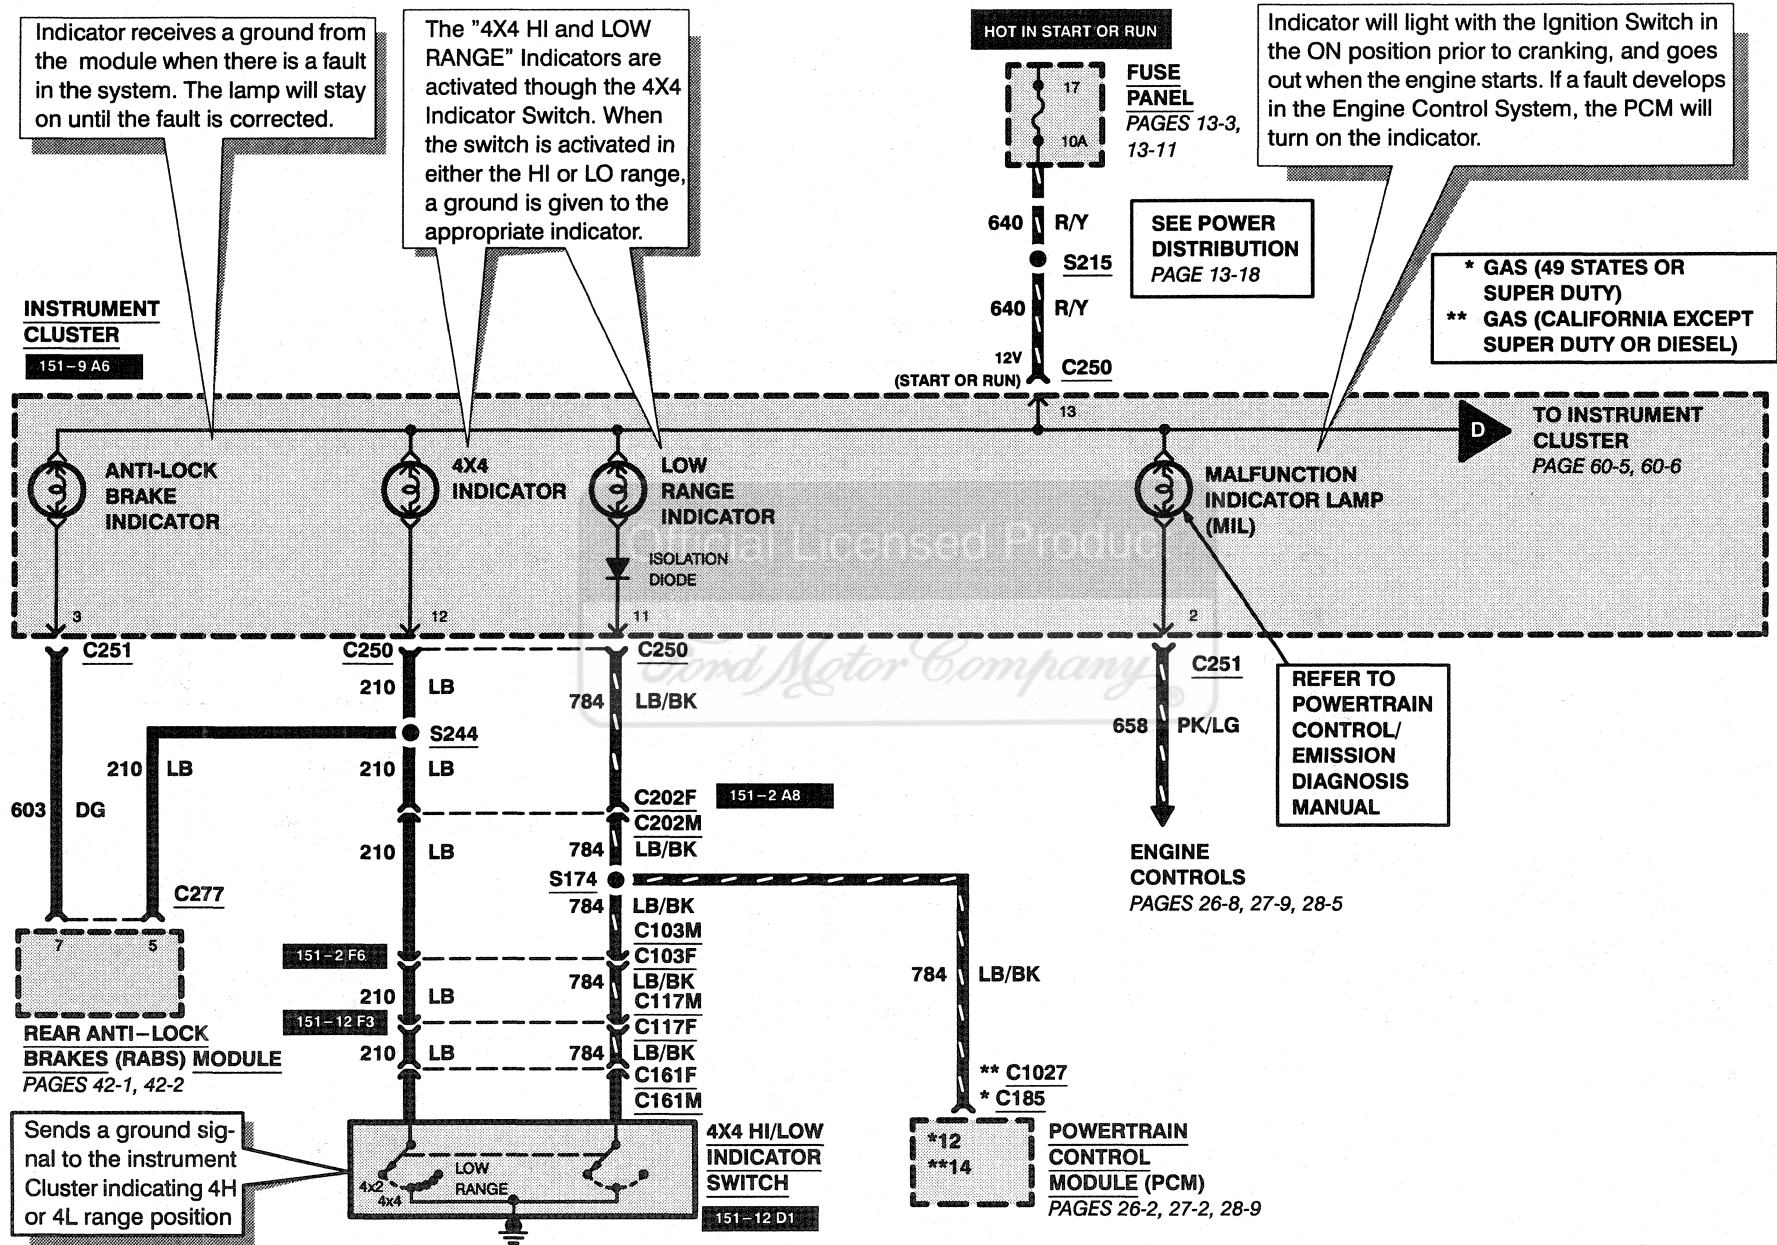 Indicator receives a ground from
the module when there is a fault
in the system. The lamp will stay
on until the fault is corrected.
The "4X4 HI and LOW
RANGE" Indicators are
activated though the 4X4
Indicator Switch. When
the switch is activated in
either the HI or LO range,
a ground is given to the
appropriate indicator.
HOT IN START OR RUN
17
10A
FUSE
PANEL
PAGES 13-3,
13-11
Indicator will light with the Ignition Switch in
the ON position prior to cranking, and goes
out when the engine starts. If a fault develops
in the Engine Control System, the PCM will
turn on the indicator.
640 R/Y
S215
640 R/Y
12V
(START OR RUN)
C250
SEE POWER
DISTRIBUTION
PAGE 13-18
* GAS (49 STATES OR
SUPER DUTY)
** GAS (CALIFORNIA EXCEPT
SUPER DUTY OR DIESEL)
INSTRUMENT
CLUSTER
151-9 A6
13
D
TO INSTRUMENT
CLUSTER
PAGE 60-5, 60-6
ANTI-LOCK
BRAKE
INDICATOR
4X4
INDICATOR
LOW
RANGE
INDICATOR
ISOLATION
DIODE
MALFUNCTION
INDICATOR LAMP
(MIL)
Official Licensed Product
Ford Motor Company
®
3
12
11
2
C251
C250
C250
C251
210 LB
784 LB/BK
658 PK/LG
REFER TO
POWERTRAIN
CONTROL/
EMISSION
DIAGNOSIS
MANUAL
S244
210 LB
210 LB
603 DG
C202F
151-2 A8
C202M
210 LB
784 LB/BK
S174
784 LB/BK
ENGINE
CONTROLS
PAGES 26-8, 27-9, 28-5
C277
7
5
C103M
151-2 F6
C103F
784 LB/BK
784 LB/BK
210 LB
C117M
151-12 F3
C117F
210 LB
784 LB/BK
C161F
C161M
REAR ANTI-LOCK
BRAKES (RABS) MODULE
PAGES 42-1, 42-2
** C1027
* C185
Sends a ground sig-
nal to the instrument
Cluster indicating 4H
or 4L range position
4x2
4x4
LOW
RANGE
4X4 HI/LOW
INDICATOR
SWITCH
151-12 D1
*12
**14
POWERTRAIN
CONTROL
MODULE (PCM)
PAGES 26-2, 27-2, 28-9